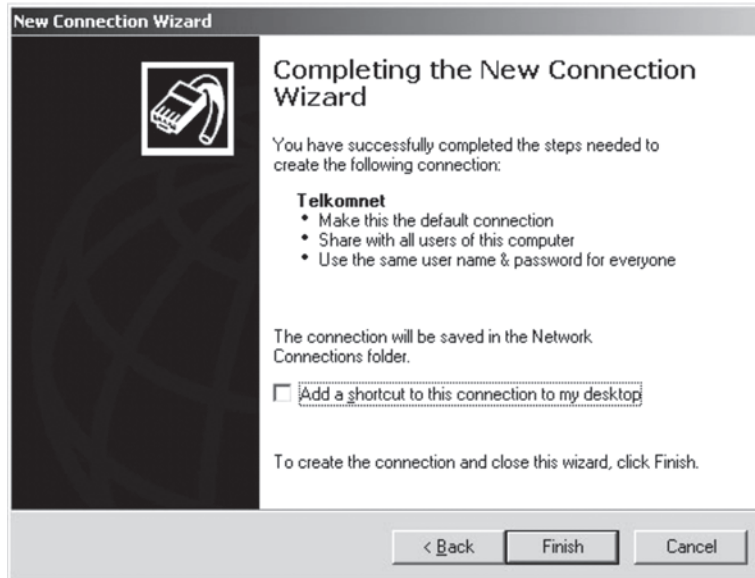 New Connection Wizard
Completing the New Connection
Wizard
You have successfully completed the steps needed to
create the following connection:
Telkomnet
• Make this the default connection
• Share with all users of this computer
• Use the same user name & password for everyone
The connection will be saved in the Network
Connections folder.
Add a shortcut to this connection to my desktop
To create the connection and close this wizard, click Finish.
< Back Finish Cancel